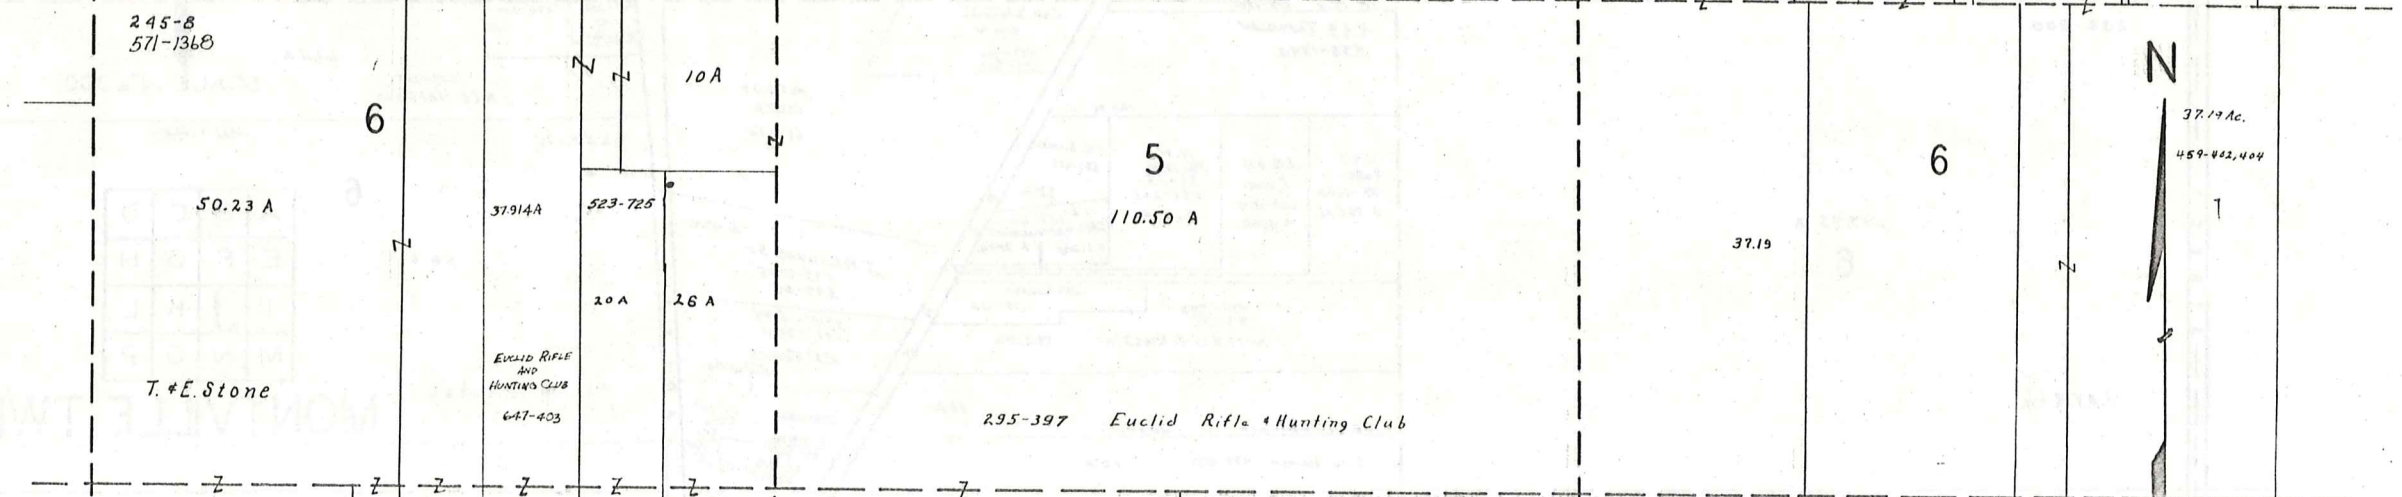 245-8
571-1368
6
50.23 A
T. & E. Stone
37.914A
EUCLID RIFLE
AND
HUNTING CLUB
647-403
10 A
523-725
20 A
26 A
5
110.50 A
295-397 Euclid Rifle & Hunting Club
37.19
6
N
37.19 Ac.
459-402,404